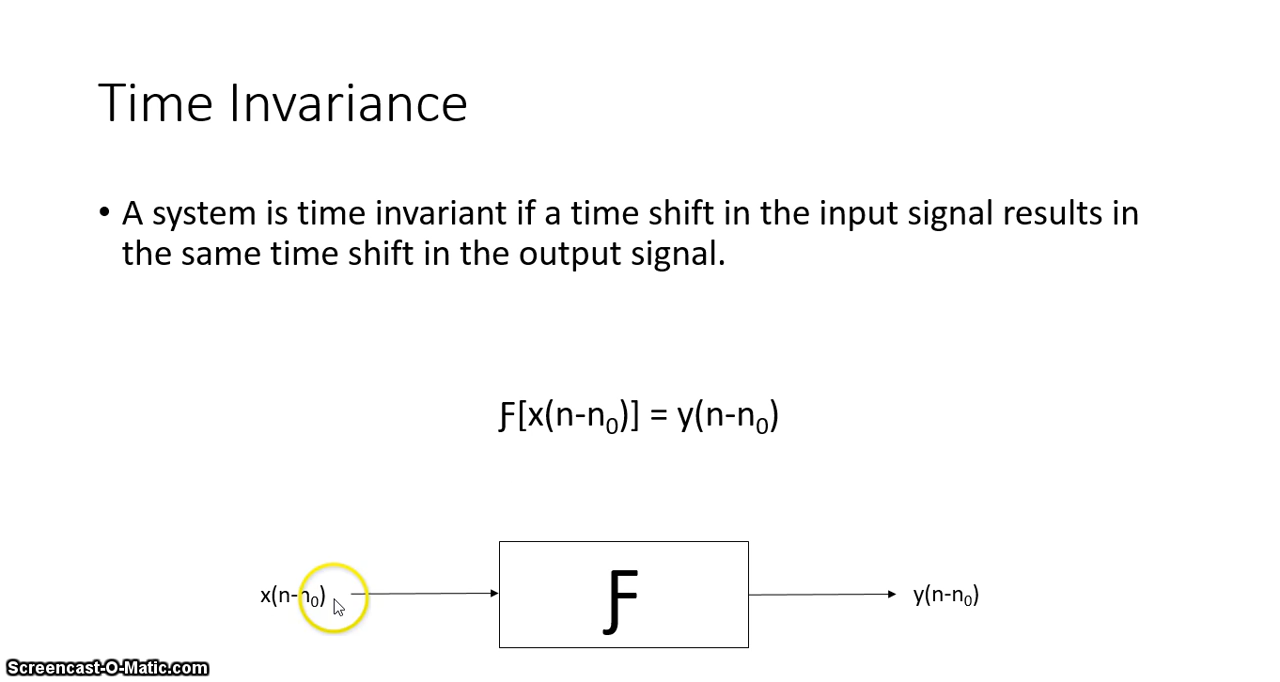 Time Invariance
• A system is time invariant if a time shift in the input signal results in
the same time shift in the output signal.
Ƒ[x(n-n₀)] = y(n-n₀)
x(n-n₀)
Ƒ
y(n-n₀)
Screencast-O-Matic.com